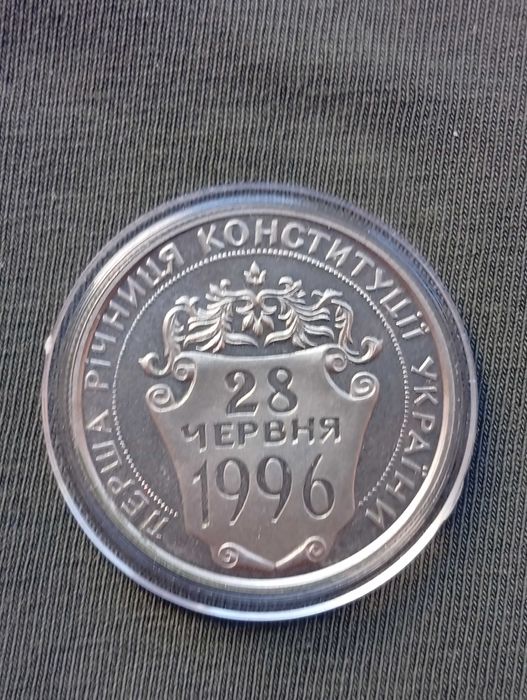 ПЕРША РІЧНИЦЯ КОНСТИТУЦІЇ УКРАЇНИ
28
ЧЕРВНЯ
1996